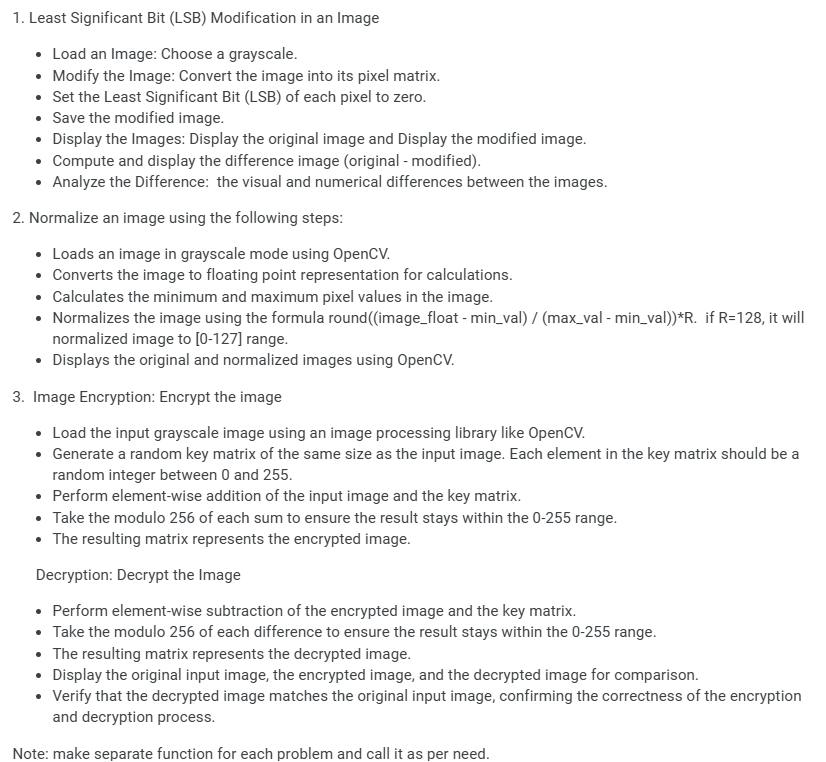 1. Least Significant Bit (LSB) Modification in an Image
• Load an Image: Choose a grayscale.
• Modify the Image: Convert the image into its pixel matrix.
• Set the Least Significant Bit (LSB) of each pixel to zero.
• Save the modified image.
• Display the Images: Display the original image and Display the modified image.
• Compute and display the difference image (original - modified).
• Analyze the Difference:  the visual and numerical differences between the images.
2. Normalize an image using the following steps:
• Loads an image in grayscale mode using OpenCV.
• Converts the image to floating point representation for calculations.
• Calculates the minimum and maximum pixel values in the image.
• Normalizes the image using the formula round((image_float - min_val) / (max_val - min_val))*R.  if R=128, it will
normalized image to [0-127] range.
• Displays the original and normalized images using OpenCV.
3.  Image Encryption: Encrypt the image
• Load the input grayscale image using an image processing library like OpenCV.
• Generate a random key matrix of the same size as the input image. Each element in the key matrix should be a
random integer between 0 and 255.
• Perform element-wise addition of the input image and the key matrix.
• Take the modulo 256 of each sum to ensure the result stays within the 0-255 range.
• The resulting matrix represents the encrypted image.
Decryption: Decrypt the Image
• Perform element-wise subtraction of the encrypted image and the key matrix.
• Take the modulo 256 of each difference to ensure the result stays within the 0-255 range.
• The resulting matrix represents the decrypted image.
• Display the original input image, the encrypted image, and the decrypted image for comparison.
• Verify that the decrypted image matches the original input image, confirming the correctness of the encryption
and decryption process.
Note: make separate function for each problem and call it as per need.